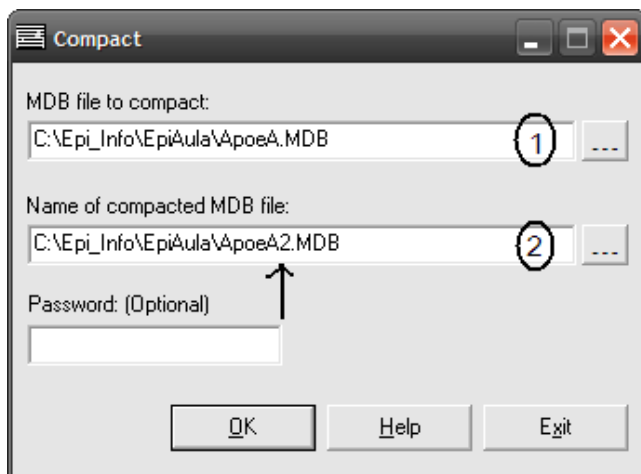 Compact
MDB file to compact:
C:\Epi_Info\EpiAula\ApoeA.MDB 1 ...
Name of compacted MDB file:
C:\Epi_Info\EpiAula\ApoeA2.MDB 2 ...
Password: (Optional)
OK Help Exit